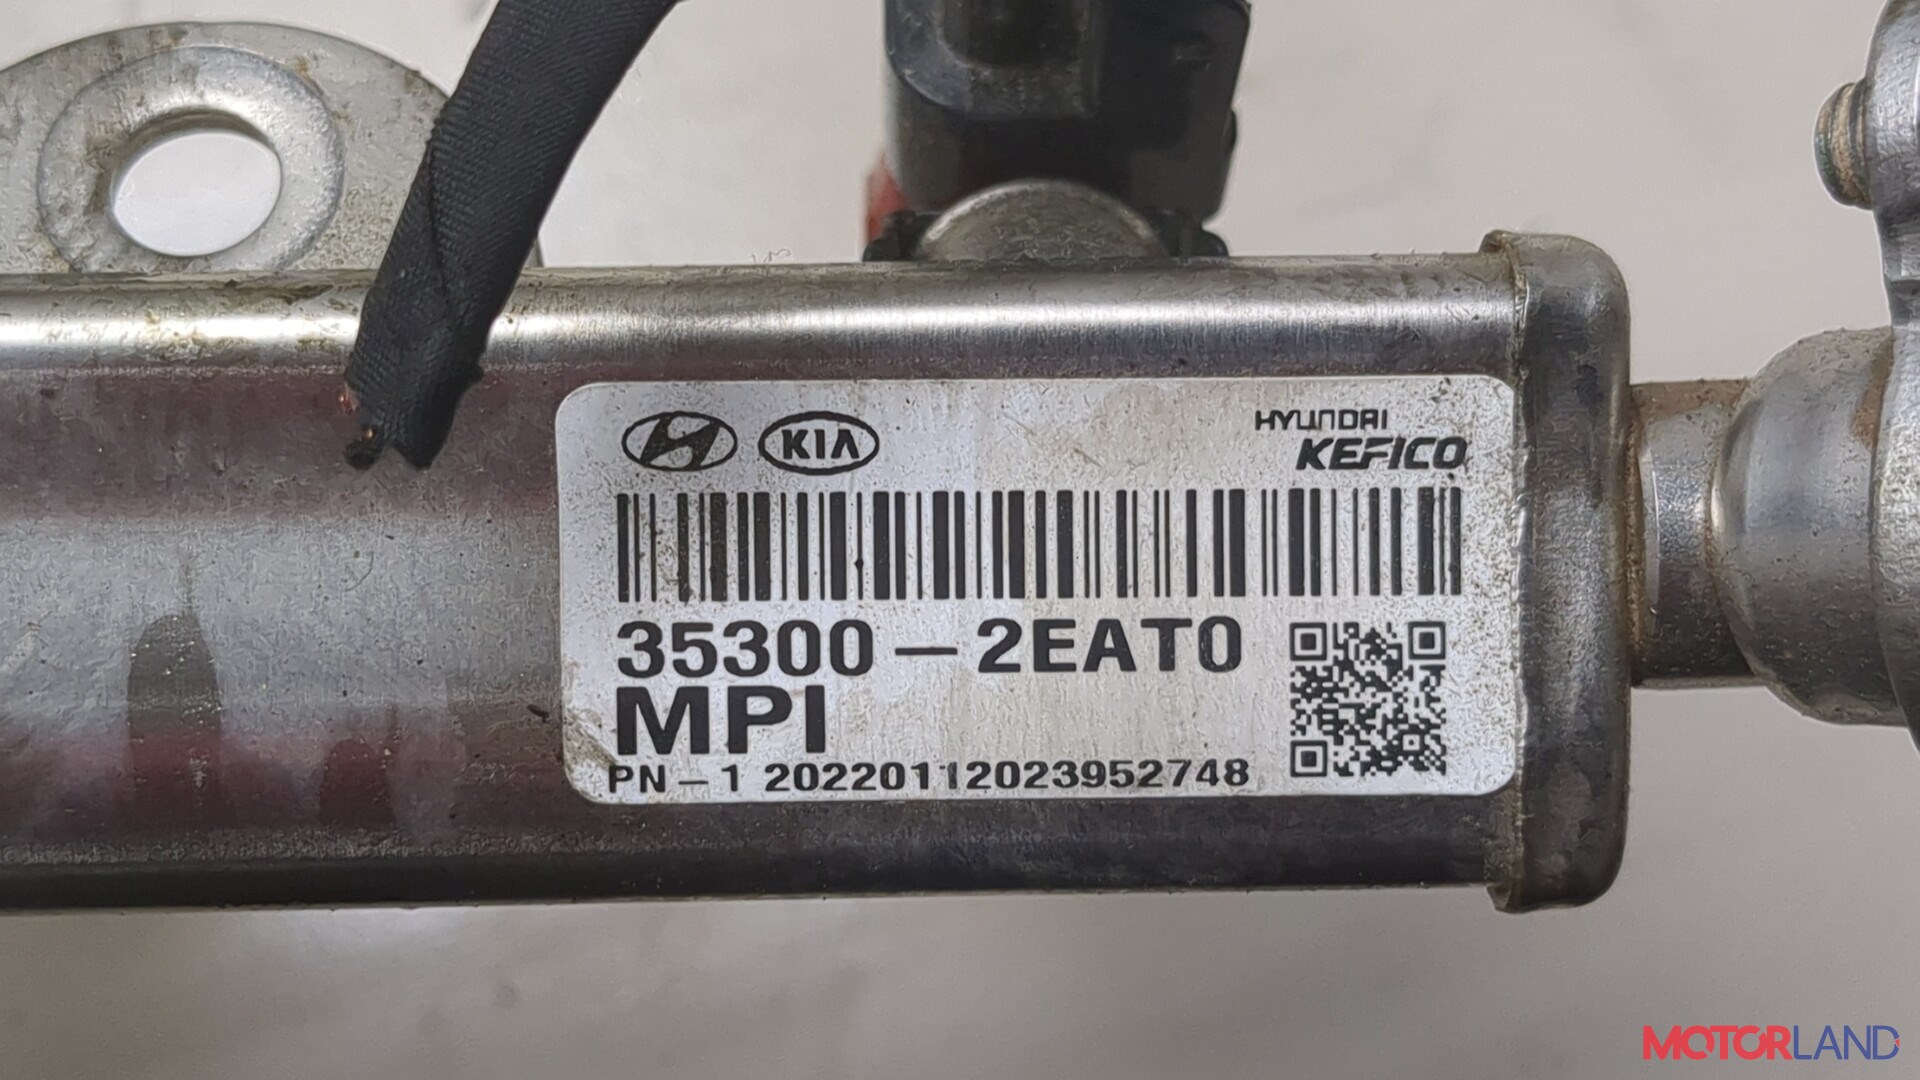 KIA
HYUNDAI
KEFICO
35300-2EAT0
MPI
PN-1 20220112023952748
MOTORLAND